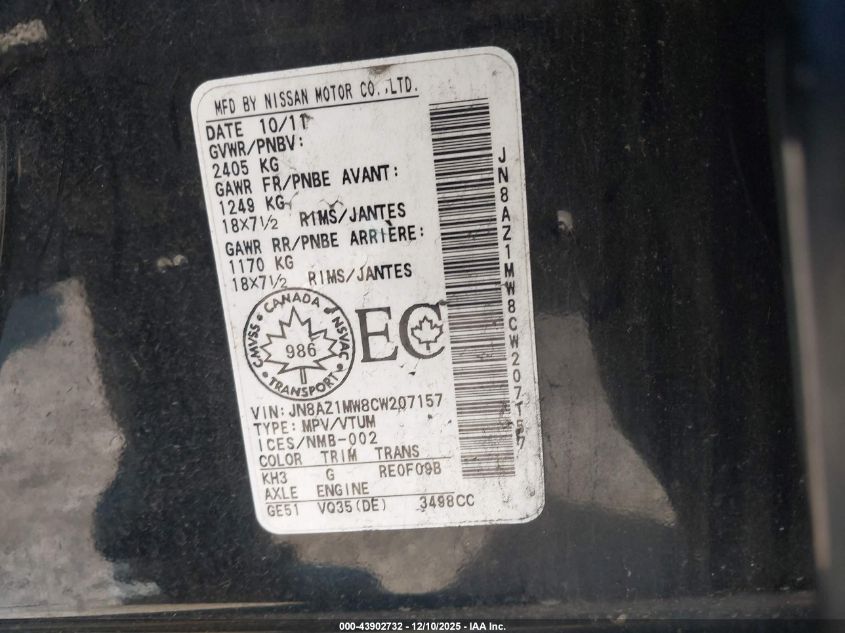 MFD BY NISSAN MOTOR CO.,LTD.
DATE 10/11
GVWR/PNBV:
2405 KG
GAWR FR/PNBE AVANT:
1249 KG
18X7½ RIMS/JANTES
GAWR RR/PNBE ARRIÈRE:
1170 KG
18X7½ RIMS/JANTES
CANADA
CMVSS • NSVAC
986
TRANSPORT
EC
VIN: JN8AZ1MW8CW207157
TYPE: MPV/VTUM
ICES/NMB-002
COLOR TRIM TRANS
KH3 G RE0F09B
AXLE ENGINE
GE51 VQ35(DE) 3498CC
JN8AZ1MW8CW207157
000-43902732 - 12/10/2025 - IAA Inc.